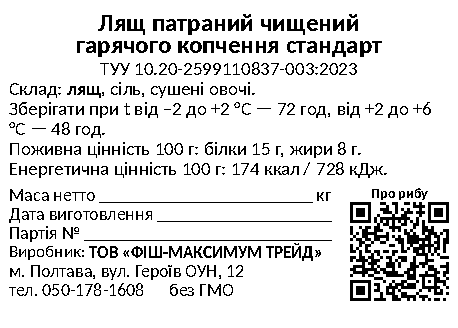 Лящ патраний чищений
гарячого копчення стандарт
ТУУ 10.20-2599110837-003:2023
Склад: лящ, сіль, сушені овочі.
Зберігати при t від –2 до +2 °C — 72 год, від +2 до +6
°C — 48 год.
Поживна цінність 100 г: білки 15 г, жири 8 г.
Енергетична цінність 100 г: 174 ккал / 728 кДж.
Маса нетто ________________________ кг
Про рибу
Дата виготовлення ____________________
Партія № ____________________________
Виробник: ТОВ «ФІШ-МАКСИМУМ ТРЕЙД»
м. Полтава, вул. Героїв ОУН, 12
тел. 050-178-1608 без ГМО